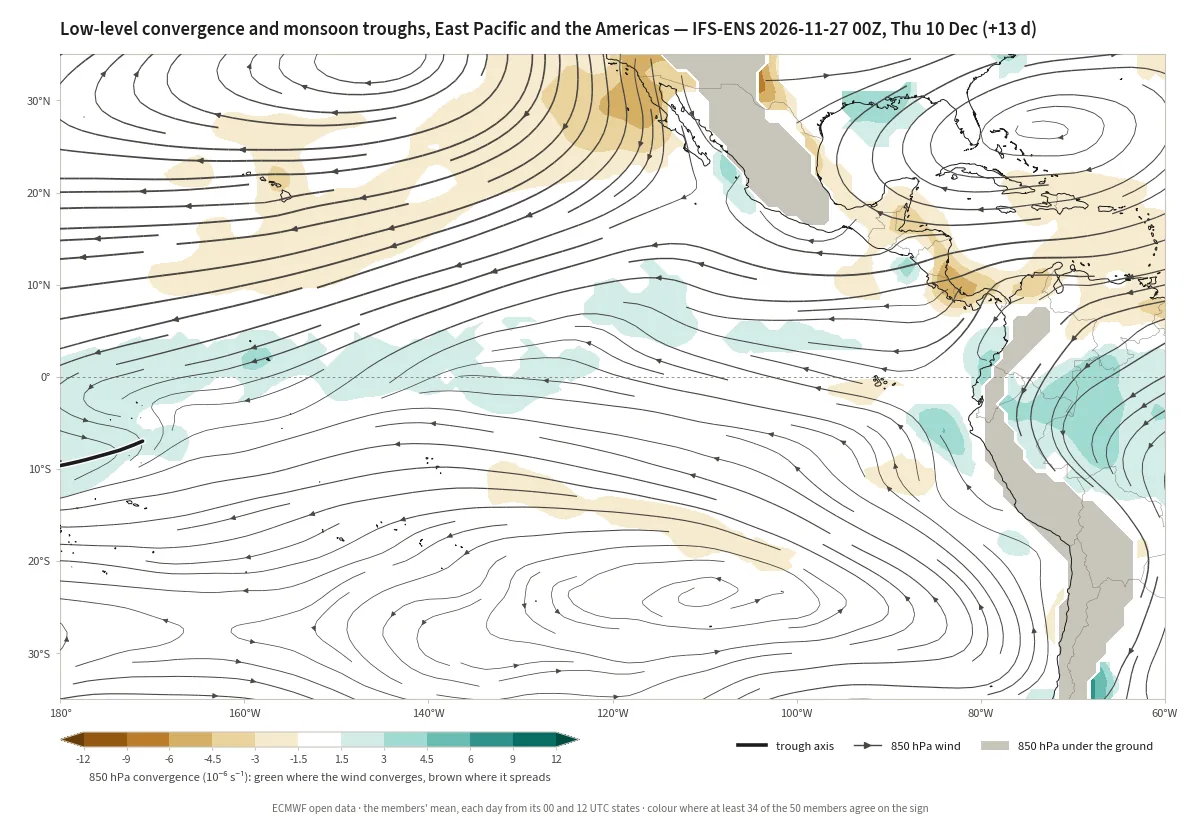 Low-level convergence and monsoon troughs, East Pacific and the Americas — IFS-ENS 2026-11-27 00Z, Thu 10 Dec (+13 d)
30°N
20°N
10°N
0°
10°S
20°S
30°S
180° 160°W 140°W 120°W 100°W 80°W 60°W
-12 -9 -6 -4.5 -3 -1.5 1.5 3 4.5 6 9 12
850 hPa convergence (10⁻⁶ s⁻¹): green where the wind converges, brown where it spreads
trough axis 850 hPa wind 850 hPa under the ground
ECMWF open data · the members' mean, each day from its 00 and 12 UTC states · colour where at least 34 of the 50 members agree on the sign